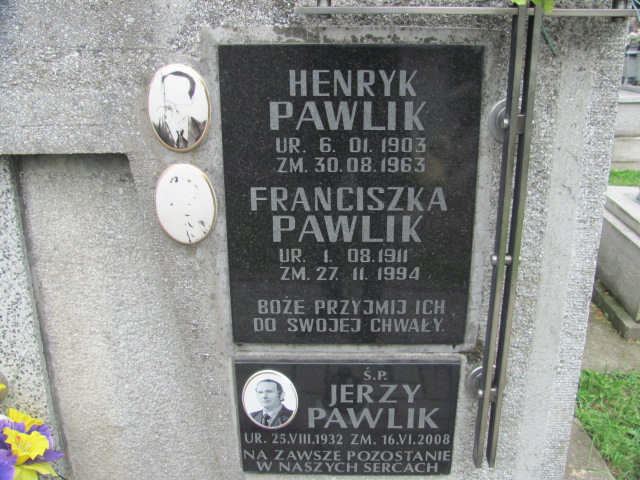 HENRYK
PAWLIK
UR. 6. 01. 1903
ZM. 30. 08. 1963
FRANCISZKA
PAWLIK
UR. 1. 08. 1911
ZM. 27. 11. 1994
BOŻE PRZYJMIJ ICH
DO SWOJEJ CHWAŁY.
Ś.P.
JERZY
PAWLIK
UR. 25.VIII.1932 ZM. 16.VI.2008
NA ZAWSZE POZOSTANIE
W NASZYCH SERCACH